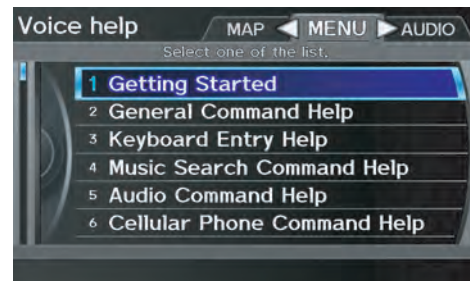 Voice help
MAP MENU AUDIO
Select one of the list.
1 Getting Started
2 General Command Help
3 Keyboard Entry Help
4 Music Search Command Help
5 Audio Command Help
6 Cellular Phone Command Help